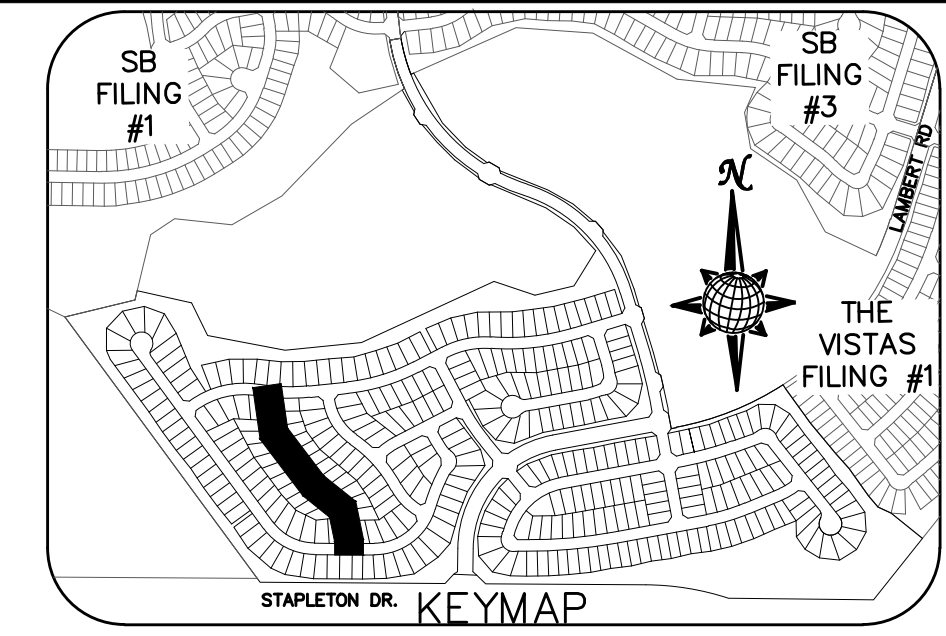 SB
FILING
#1
SB
FILING
#3
LAMBERT RD
N
THE
VISTAS
FILING #1
STAPLETON DR.
KEYMAP